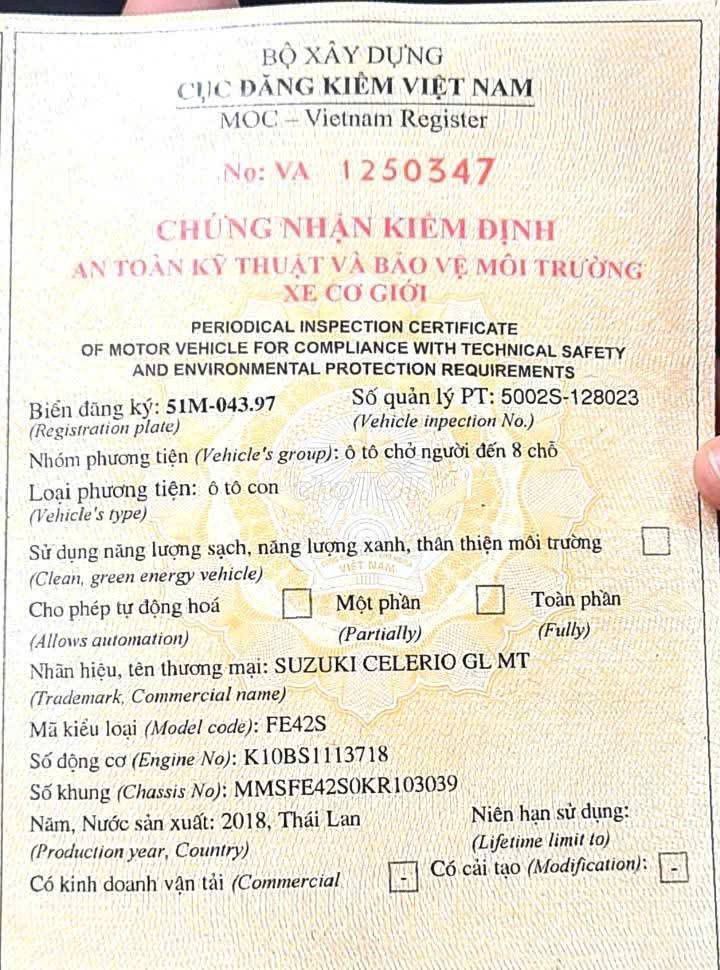 BỘ XÂY DỰNG
CỤC ĐĂNG KIỂM VIỆT NAM
MOC – Vietnam Register
No: VA 1250347
CHỨNG NHẬN KIỂM ĐỊNH
AN TOÀN KỸ THUẬT VÀ BẢO VỆ MÔI TRƯỜNG
XE CƠ GIỚI
PERIODICAL INSPECTION CERTIFICATE
OF MOTOR VEHICLE FOR COMPLIANCE WITH TECHNICAL SAFETY
AND ENVIRONMENTAL PROTECTION REQUIREMENTS
Biển đăng ký: 51M-043.97 Số quản lý PT: 5002S-128023
(Registration plate) (Vehicle inpection No.)
Nhóm phương tiện (Vehicle's group): ô tô chở người đến 8 chỗ
Loại phương tiện: ô tô con
(Vehicle's type)
chợ
Sử dụng năng lượng sạch, năng lượng xanh, thân thiện môi trường
(Clean, green energy vehicle)
VIỆT NAM
Cho phép tự động hoá Một phần Toàn phần
(Allows automation) (Partially) (Fully)
Nhãn hiệu, tên thương mại: SUZUKI CELERIO GL MT
(Trademark, Commercial name)
Mã kiểu loại (Model code): FE42S
Số động cơ (Engine No): K10BS1113718
Số khung (Chassis No): MMSFE42S0KR103039
Năm, Nước sản xuất: 2018, Thái Lan Niên hạn sử dụng:
(Production year, Country) (Lifetime limit to)
Có kinh doanh vận tải (Commercial - Có cải tạo (Modification): -